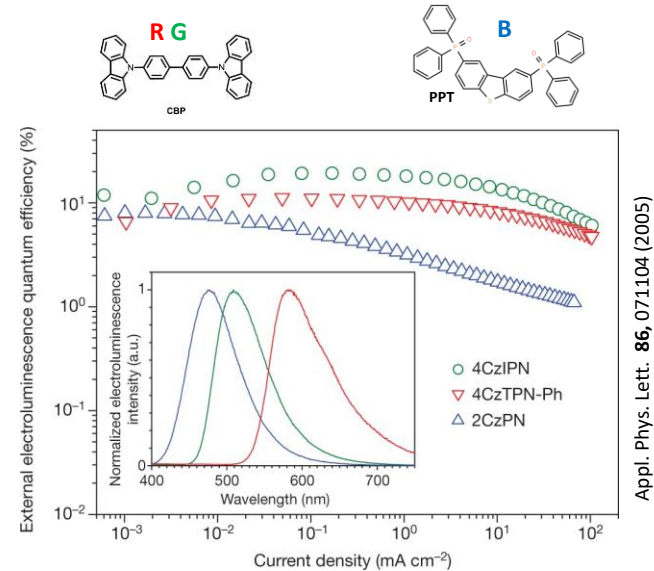 R G
B
N
N
CBP
P
O
P
O
S
PPT
External electroluminescence quantum efficiency (%)
10¹
10⁰
10⁻¹
10⁻²
10⁻³
10⁻²
10⁻¹
10⁰
10¹
10²
Current density (mA cm⁻²)
Normalized electroluminescence
intensity (a.u.)
1
0
400
500
600
700
Wavelength (nm)
4CzIPN
4CzTPN-Ph
2CzPN
Appl. Phys. Lett. 86, 071104 (2005)